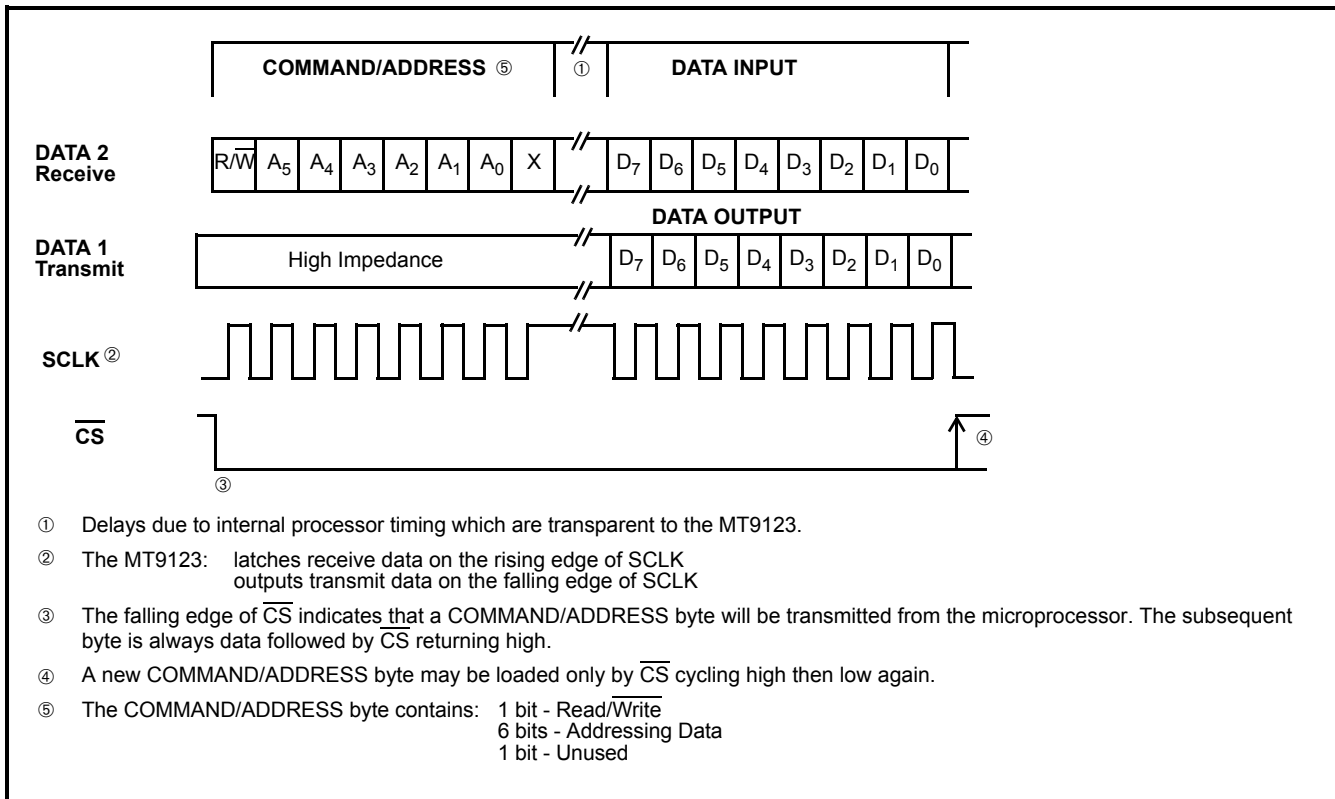 COMMAND/ADDRESS ⑤ ① DATA INPUT
DATA 2
Receive
R/W̅ A₅ A₄ A₃ A₂ A₁ A₀ X D₇ D₆ D₅ D₄ D₃ D₂ D₁ D₀
DATA OUTPUT
DATA 1
Transmit
High Impedance D₇ D₆ D₅ D₄ D₃ D₂ D₁ D₀
SCLK ②
C̅S̅ ④
③
① Delays due to internal processor timing which are transparent to the MT9123.
② The MT9123: latches receive data on the rising edge of SCLK
outputs transmit data on the falling edge of SCLK
③ The falling edge of C̅S̅ indicates that a COMMAND/ADDRESS byte will be transmitted from the microprocessor. The subsequent
byte is always data followed by C̅S̅ returning high.
④ A new COMMAND/ADDRESS byte may be loaded only by C̅S̅ cycling high then low again.
⑤ The COMMAND/ADDRESS byte contains: 1 bit - Read/W̅r̅i̅t̅e̅
6 bits - Addressing Data
1 bit - Unused